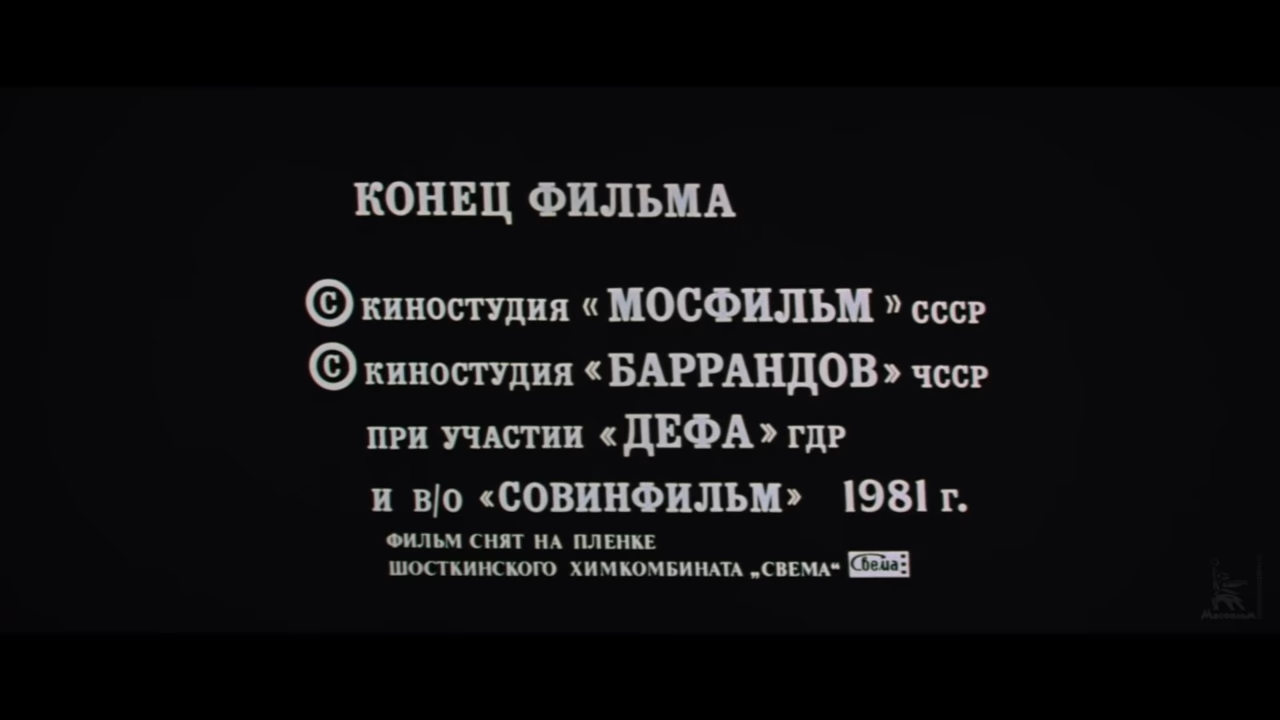 КОНЕЦ ФИЛЬМА
© КИНОСТУДИЯ «МОСФИЛЬМ» СССР
© КИНОСТУДИЯ «БАРРАНДОВ» ЧССР
ПРИ УЧАСТИИ «ДЕФА» ГДР
И В/О «СОВИНФИЛЬМ» 1981 г.
ФИЛЬМ СНЯТ НА ПЛЕНКЕ
ШОСТКИНСКОГО ХИМКОМБИНАТА „СВЕМА“ Свема
Мосфильм